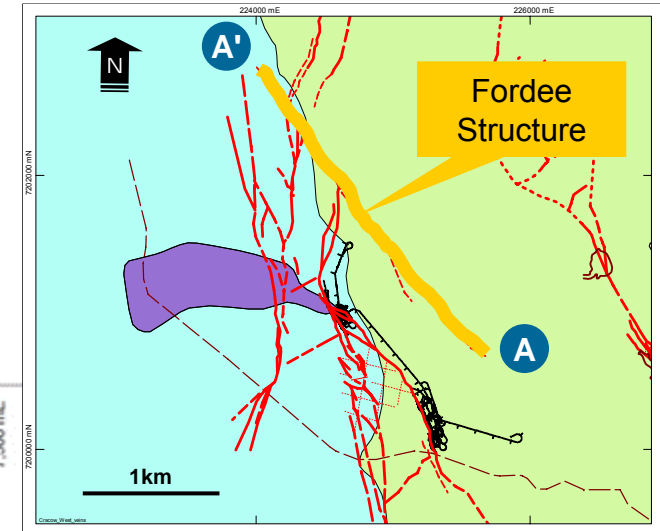 224000 mE
226000 mE
A'
N
Fordee
Structure
7202000 mN
A
7200000 mN
1km
Cracow_West_veins